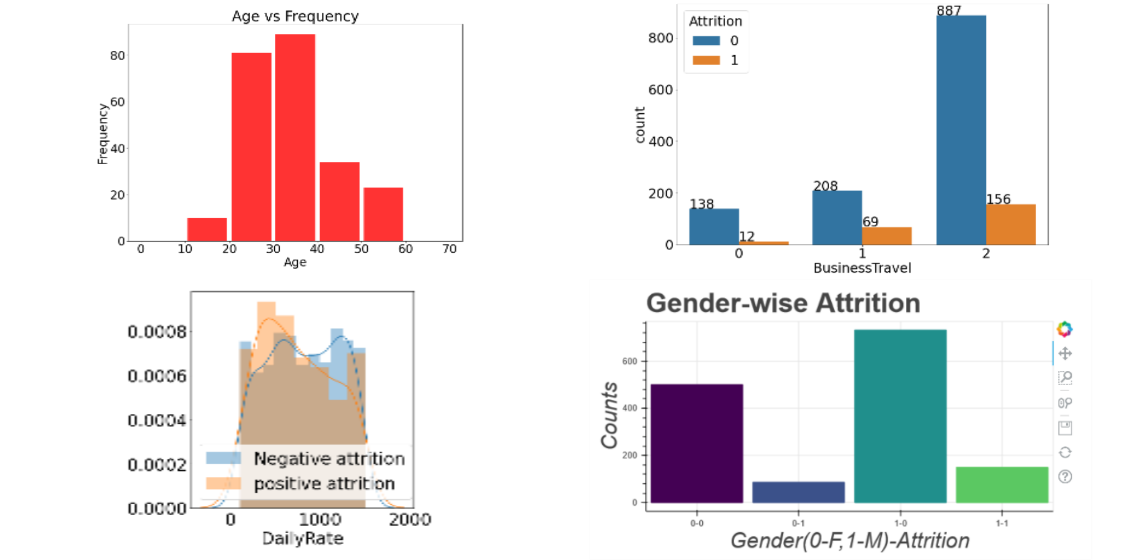 Age vs Frequency
80
60
40
20
0
Frequency
0 10 20 30 40 50 60 70
Age
Attrition
0
1
800
600
400
200
0
count
138
12
208
69
887
156
0 1 2
BusinessTravel
0.0008
0.0006
0.0004
0.0002
0.0000
Negative attrition
positive attrition
0 1000 2000
DailyRate
Gender-wise Attrition
600
400
200
0
Counts
0-0 0-1 1-0 1-1
Gender(0-F,1-M)-Attrition